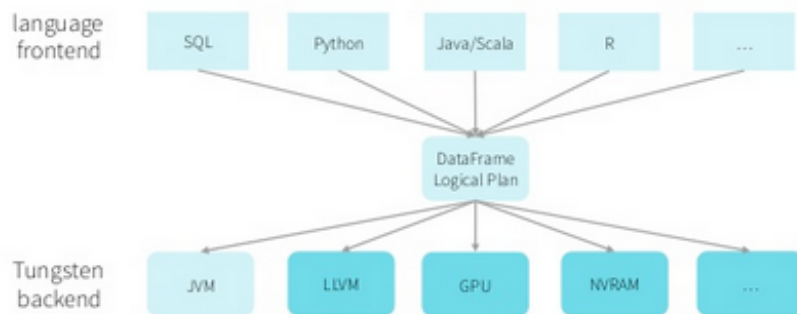 language
frontend
SQL
Python
Java/Scala
R
...
DataFrame
Logical Plan
Tungsten
backend
JVM
LLVM
GPU
NVRAM
...